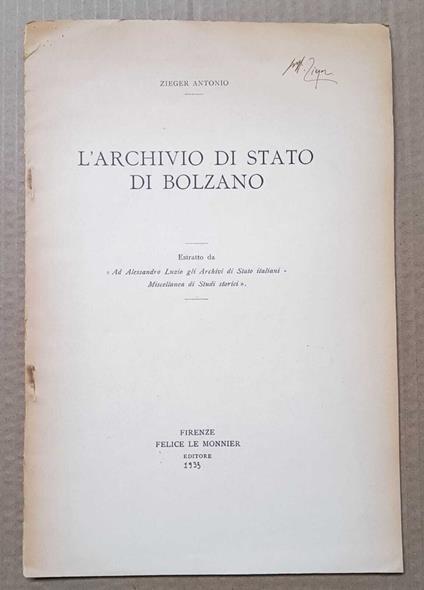 ZIEGER ANTONIO
L'ARCHIVIO DI STATO
DI BOLZANO
Estratto da
« Ad Alessandro Luzio gli Archivi di Stato italiani -
Miscellanea di Studi storici ».
FIRENZE
FELICE LE MONNIER
EDITORE
1933